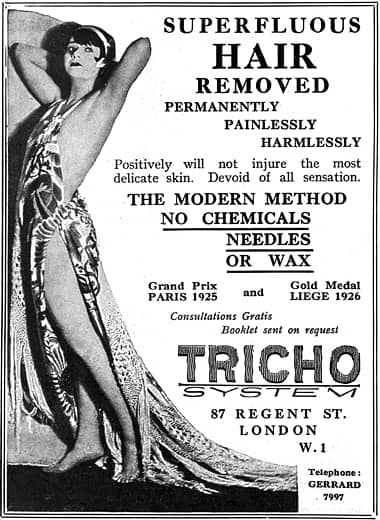 SUPERFLUOUS
HAIR
REMOVED
PERMANENTLY
PAINLESSLY
HARMLESSLY
Positively will not injure the most
delicate skin. Devoid of all sensation.
THE MODERN METHOD
NO CHEMICALS
NEEDLES
OR WAX
Grand Prix
PARIS 1925
and
Gold Medal
LIEGE 1926
Consultations Gratis
Booklet sent on request
TRICHO
SYSTEM
87 REGENT ST.
LONDON
W.1
Telephone:
GERRARD
7997